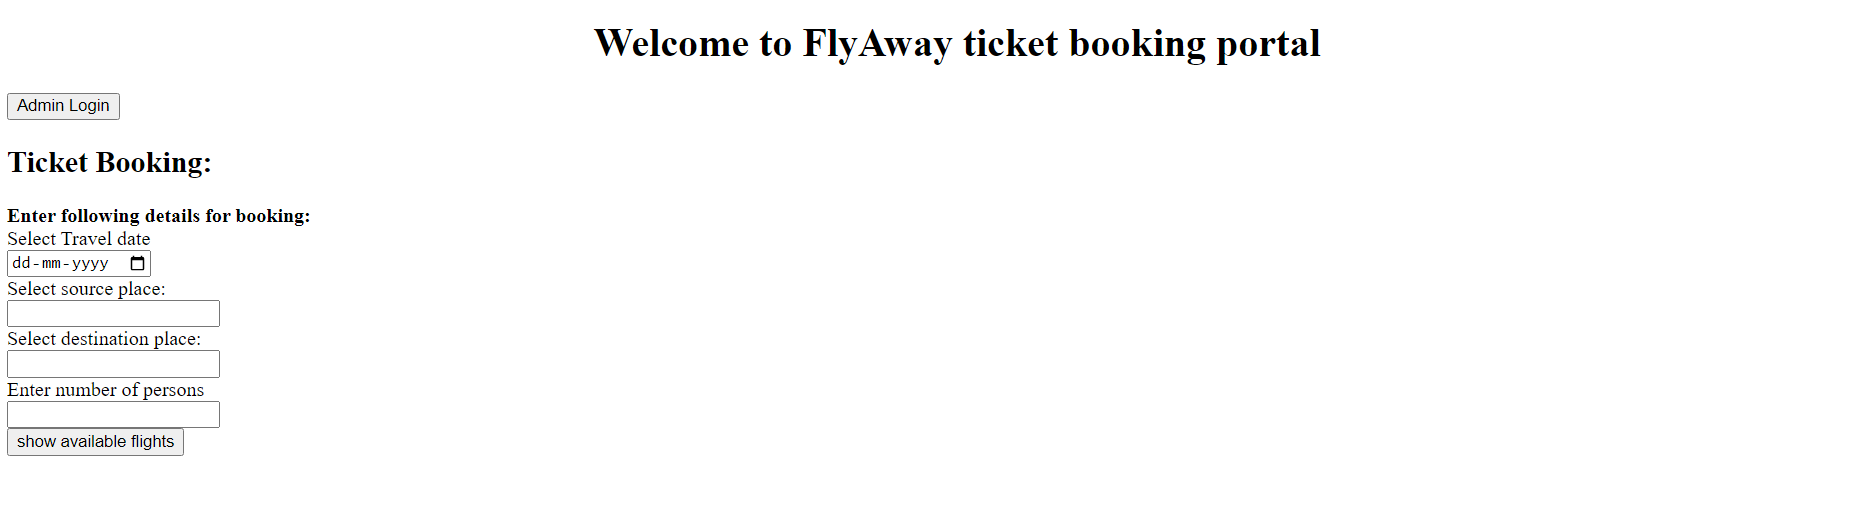 Welcome to FlyAway ticket booking portal
Admin Login
Ticket Booking:
Enter following details for booking:
Select Travel date
dd-mm-yyyy
Select source place:
Select destination place:
Enter number of persons
show available flights